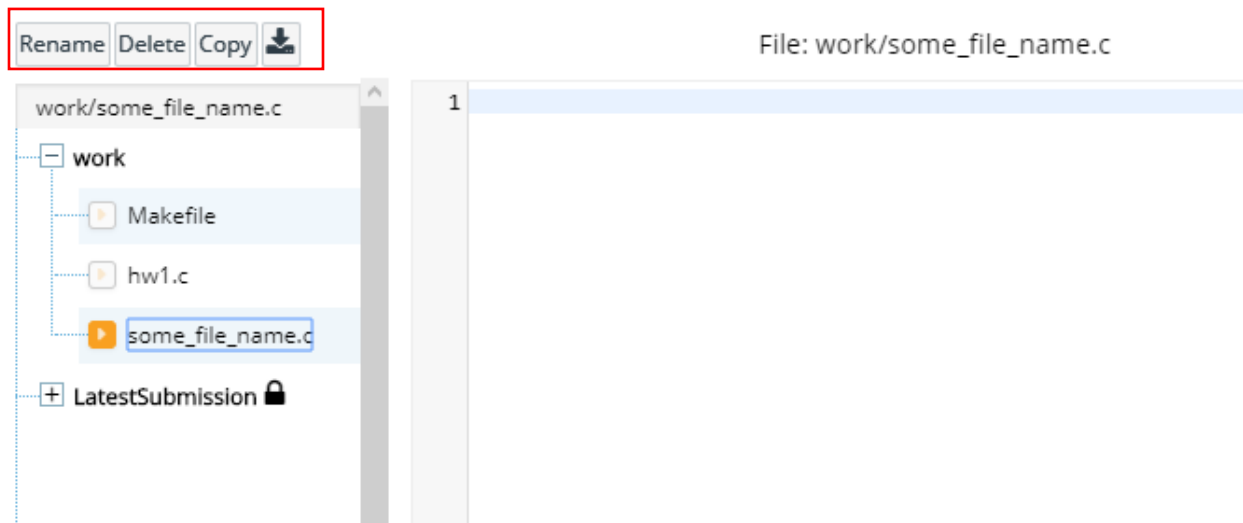 Rename Delete Copy
File: work/some_file_name.c
work/some_file_name.c
1
work
Makefile
hw1.c
some_file_name.c
LatestSubmission